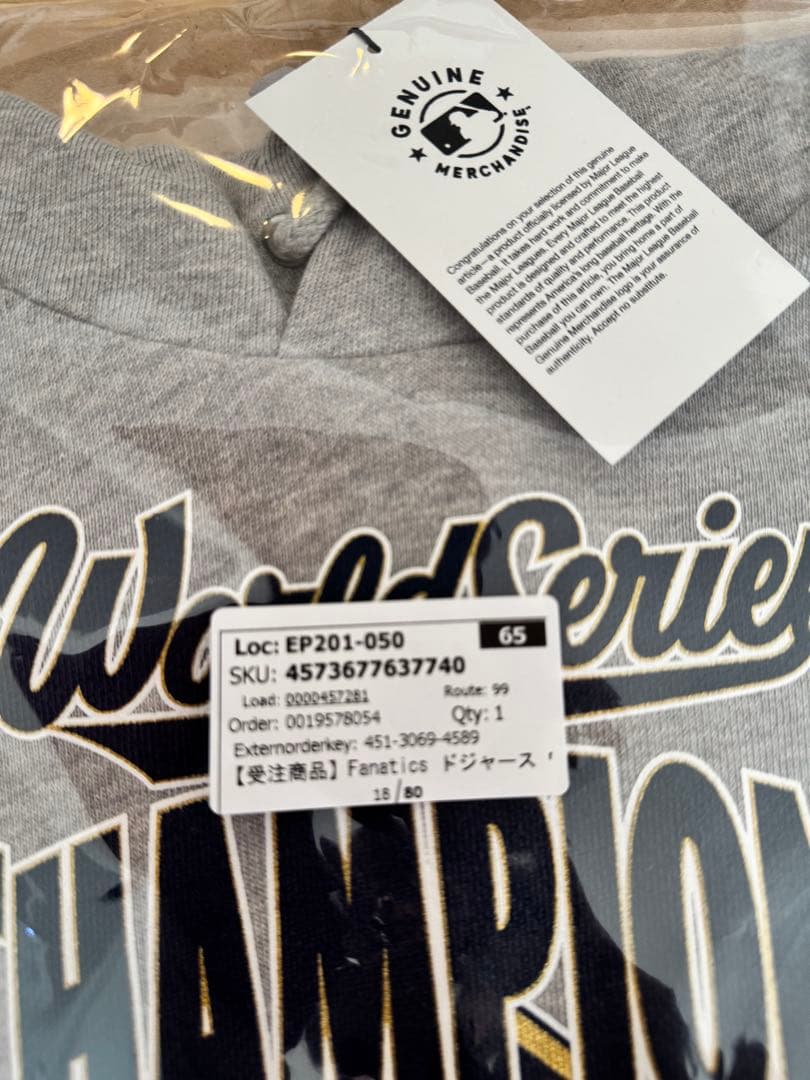 GENUINE
MERCHANDISE™
Congratulations on your selection of this genuine
article—a product officially licensed by Major League
Baseball. It takes hard work and commitment to make
the Major Leagues. Every Major League Baseball
product is designed and crafted to meet the highest
standards of quality and performance. This product
represents America's long baseball heritage. With the
purchase of this article, you bring home a part of
Baseball you can own. The Major League Baseball
Genuine Merchandise logo is your assurance of
authenticity. Accept no substitute.
World Series
Loc: EP201-050 65
SKU: 4573677637740
Load: 0000457281 Route: 99
Order: 0019578054 Qty: 1
Externorderkey: 451-3069-4589
【受注商品】Fanatics ドジャース
18/80
HAMPION